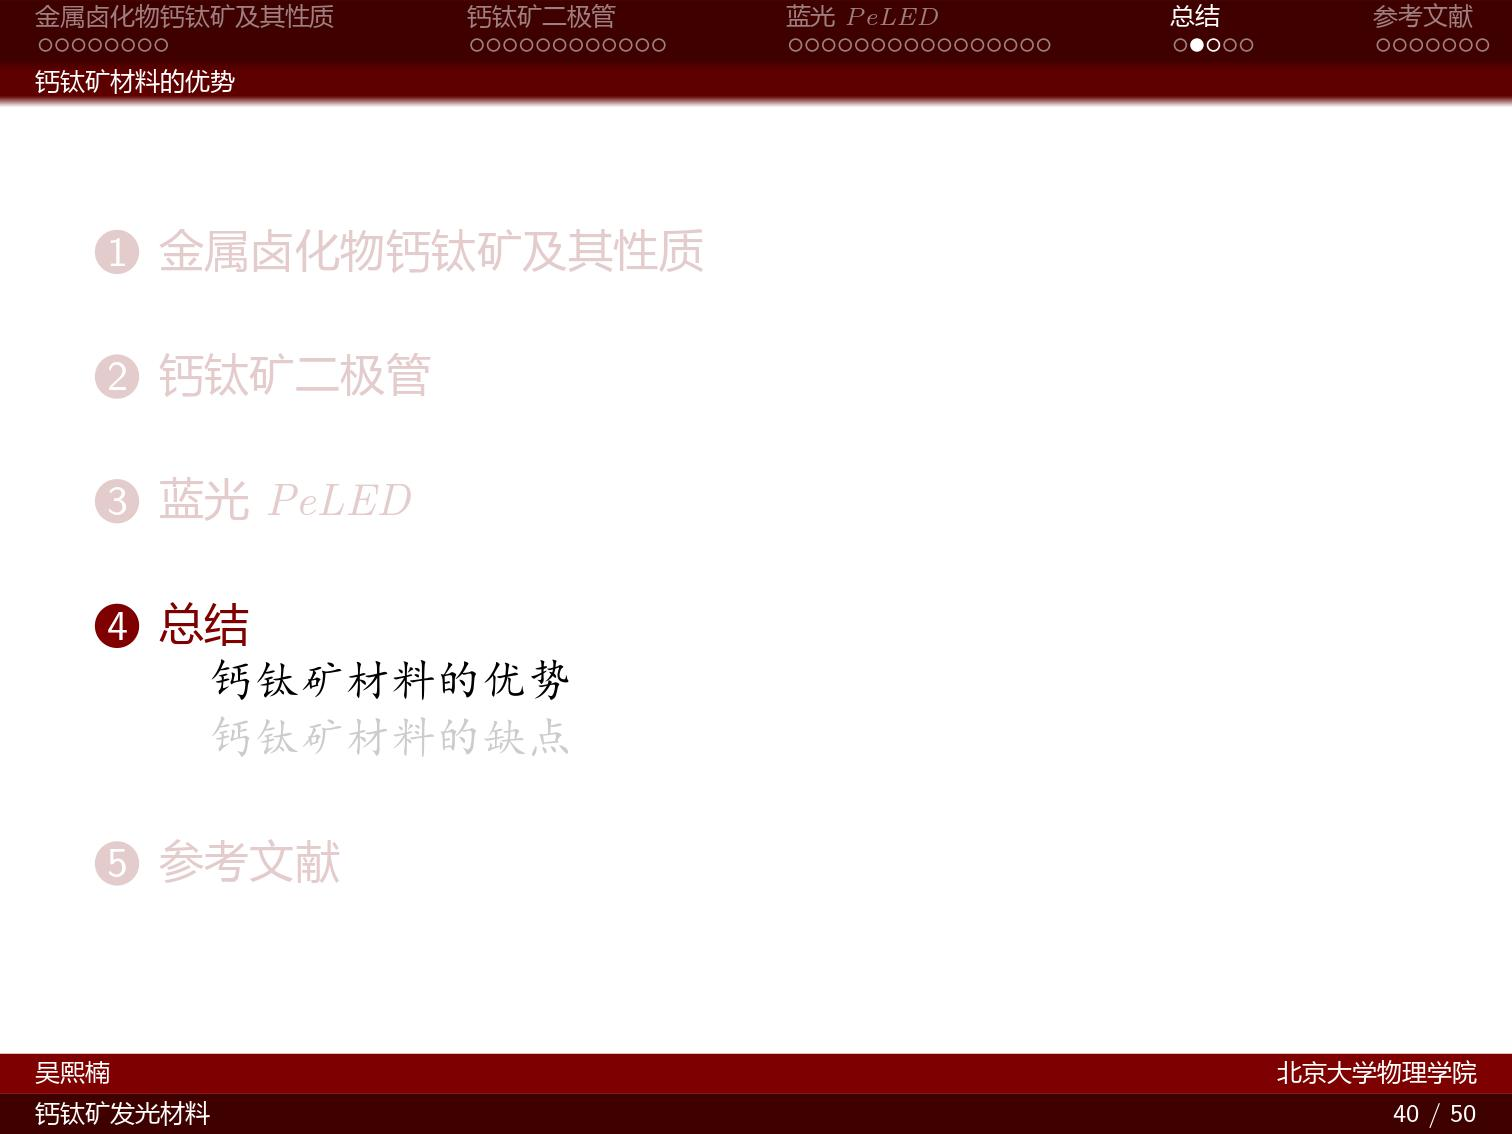 金属卤化物钙钛矿及其性质 钙钛矿二极管 蓝光 PeLED 总结 参考文献
钙钛矿材料的优势
1 金属卤化物钙钛矿及其性质
2 钙钛矿二极管
3 蓝光 PeLED
4 总结
钙钛矿材料的优势
钙钛矿材料的缺点
5 参考文献
吴熙楠 北京大学物理学院
钙钛矿发光材料 40 / 50